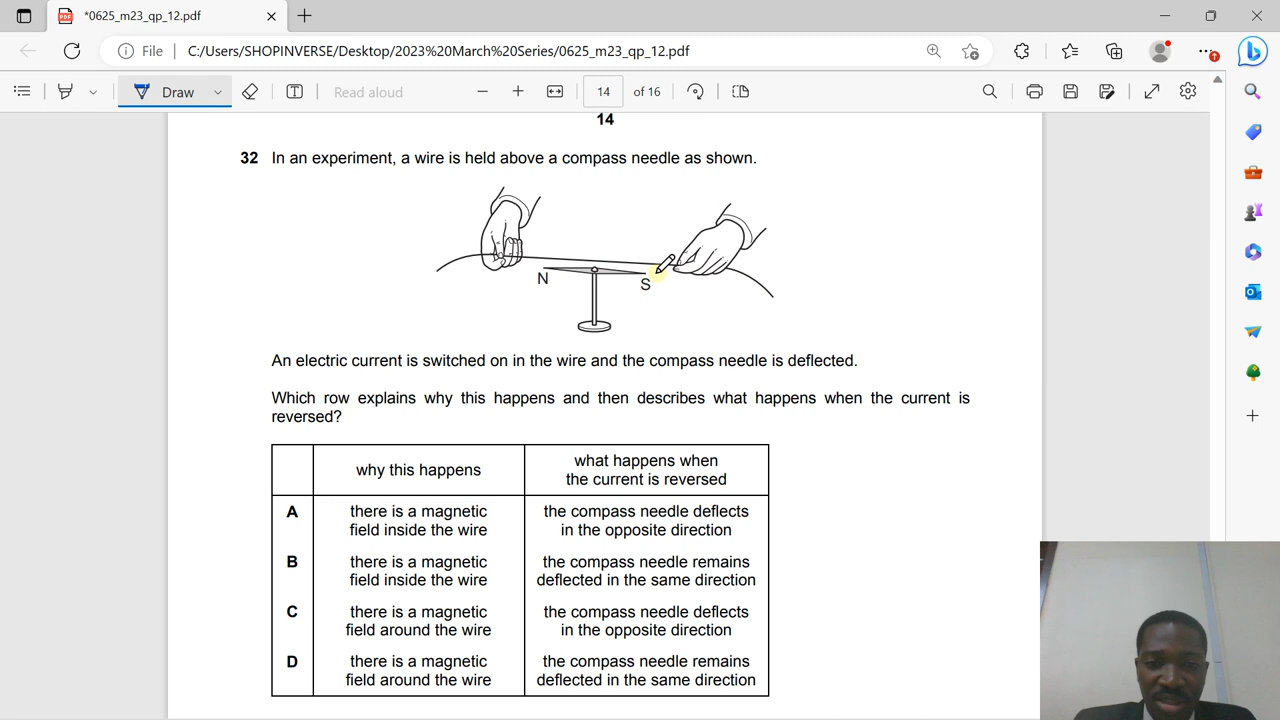 *0625_m23_qp_12.pdf
File
C:/Users/SHOPINVERSE/Desktop/2023%20March%20Series/0625_m23_qp_12.pdf
Draw
Read aloud
14 of 16
14
32 In an experiment, a wire is held above a compass needle as shown.
N
S
An electric current is switched on in the wire and the compass needle is deflected.
Which row explains why this happens and then describes what happens when the current is
reversed?
why this happens
what happens when
the current is reversed
A
there is a magnetic
field inside the wire
the compass needle deflects
in the opposite direction
B
there is a magnetic
field inside the wire
the compass needle remains
deflected in the same direction
C
there is a magnetic
field around the wire
the compass needle deflects
in the opposite direction
D
there is a magnetic
field around the wire
the compass needle remains
deflected in the same direction